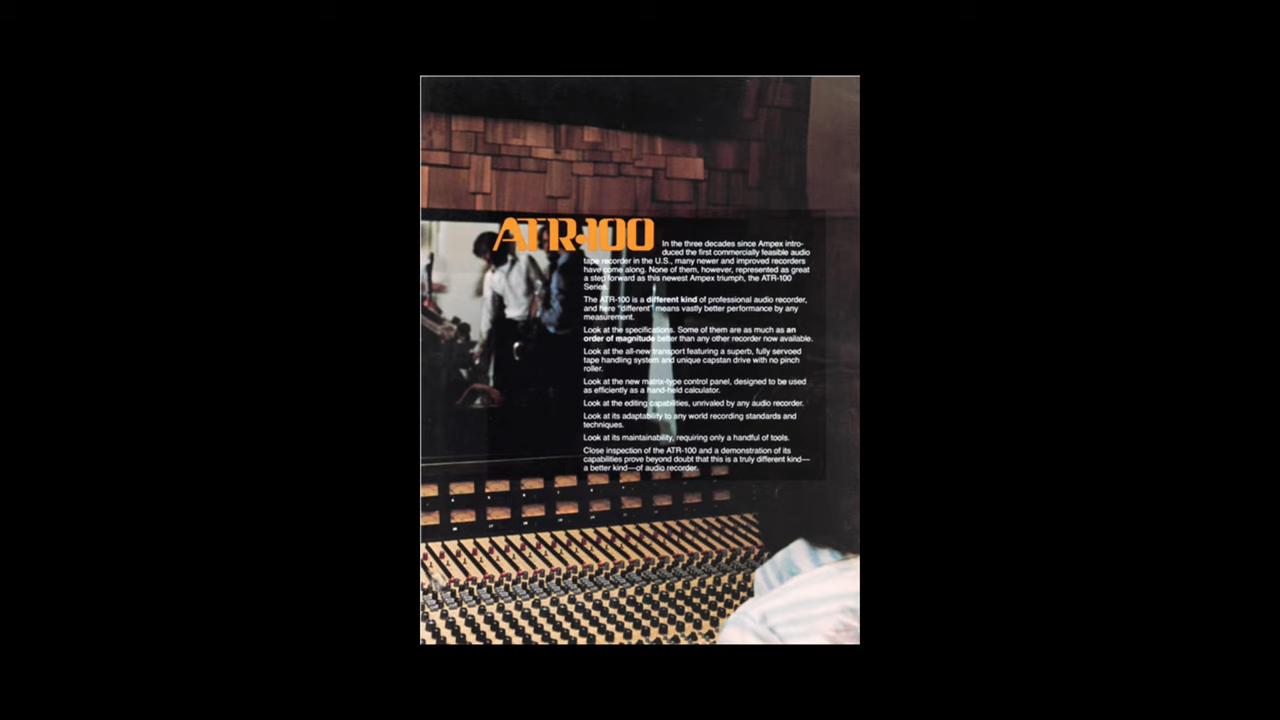 ATR-100
In the three decades since Ampex intro-
duced the first commercially feasible audio
tape recorder in the U.S., many newer and improved recorders
have come along. None of them, however, represented as great
a step forward as this newest Ampex triumph, the ATR-100
Series.
The ATR-100 is a different kind of professional audio recorder,
and here "different" means vastly better performance by any
measurement.
Look at the specifications. Some of them are as much as an
order of magnitude better than any other recorder now available.
Look at the all-new transport featuring a superb, fully servoed
tape handling system and unique capstan drive with no pinch
roller.
Look at the new matrix-type control panel, designed to be used
as efficiently as a hand-held calculator.
Look at the editing capabilities, unrivaled by any audio recorder.
Look at its adaptability to any world recording standards and
techniques.
Look at its maintainability, requiring only a handful of tools.
Close inspection of the ATR-100 and a demonstration of its
capabilities prove beyond doubt that this is a truly different kind—
a better kind—of audio recorder.